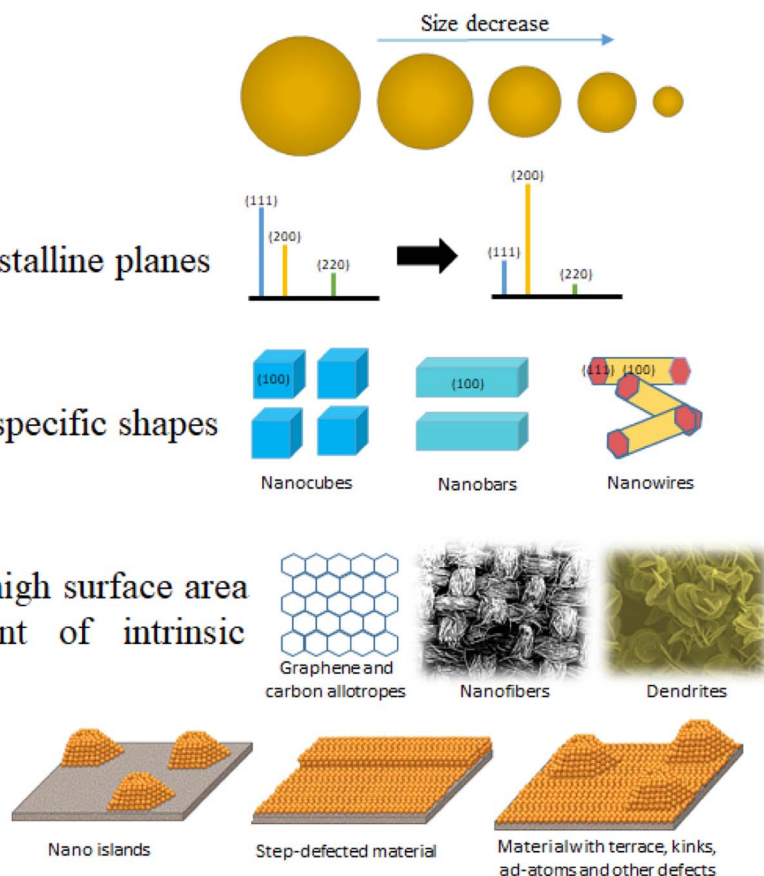 Size decrease
(111)
(200)
(220)
(200)
(111)
(220)
stalline planes
(100)
(100)
(111) (100)
specific shapes
Nanocubes
Nanobars
Nanowires
high surface area
nt of intrinsic
Graphene and
carbon allotropes
Nanofibers
Dendrites
Nano islands
Step-defected material
Material with terrace, kinks,
ad-atoms and other defects